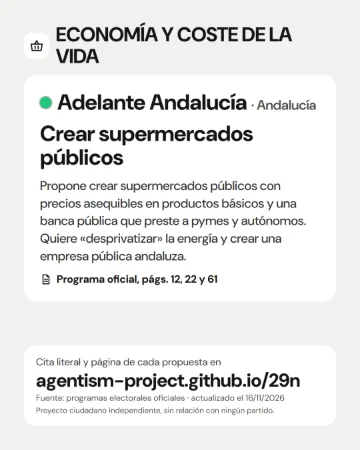 ECONOMÍA Y COSTE DE LA
VIDA
Adelante Andalucía · Andalucía
Crear supermercados
públicos
Propone crear supermercados públicos con
precios asequibles en productos básicos y una
banca pública que preste a pymes y autónomos.
Quiere «desprivatizar» la energía y crear una
empresa pública andaluza.
Programa oficial, págs. 12, 22 y 61
Cita literal y página de cada propuesta en
agentism-project.github.io/29n
Fuente: programas electorales oficiales · actualizado el 16/11/2026
Proyecto ciudadano independiente, sin relación con ningún partido.